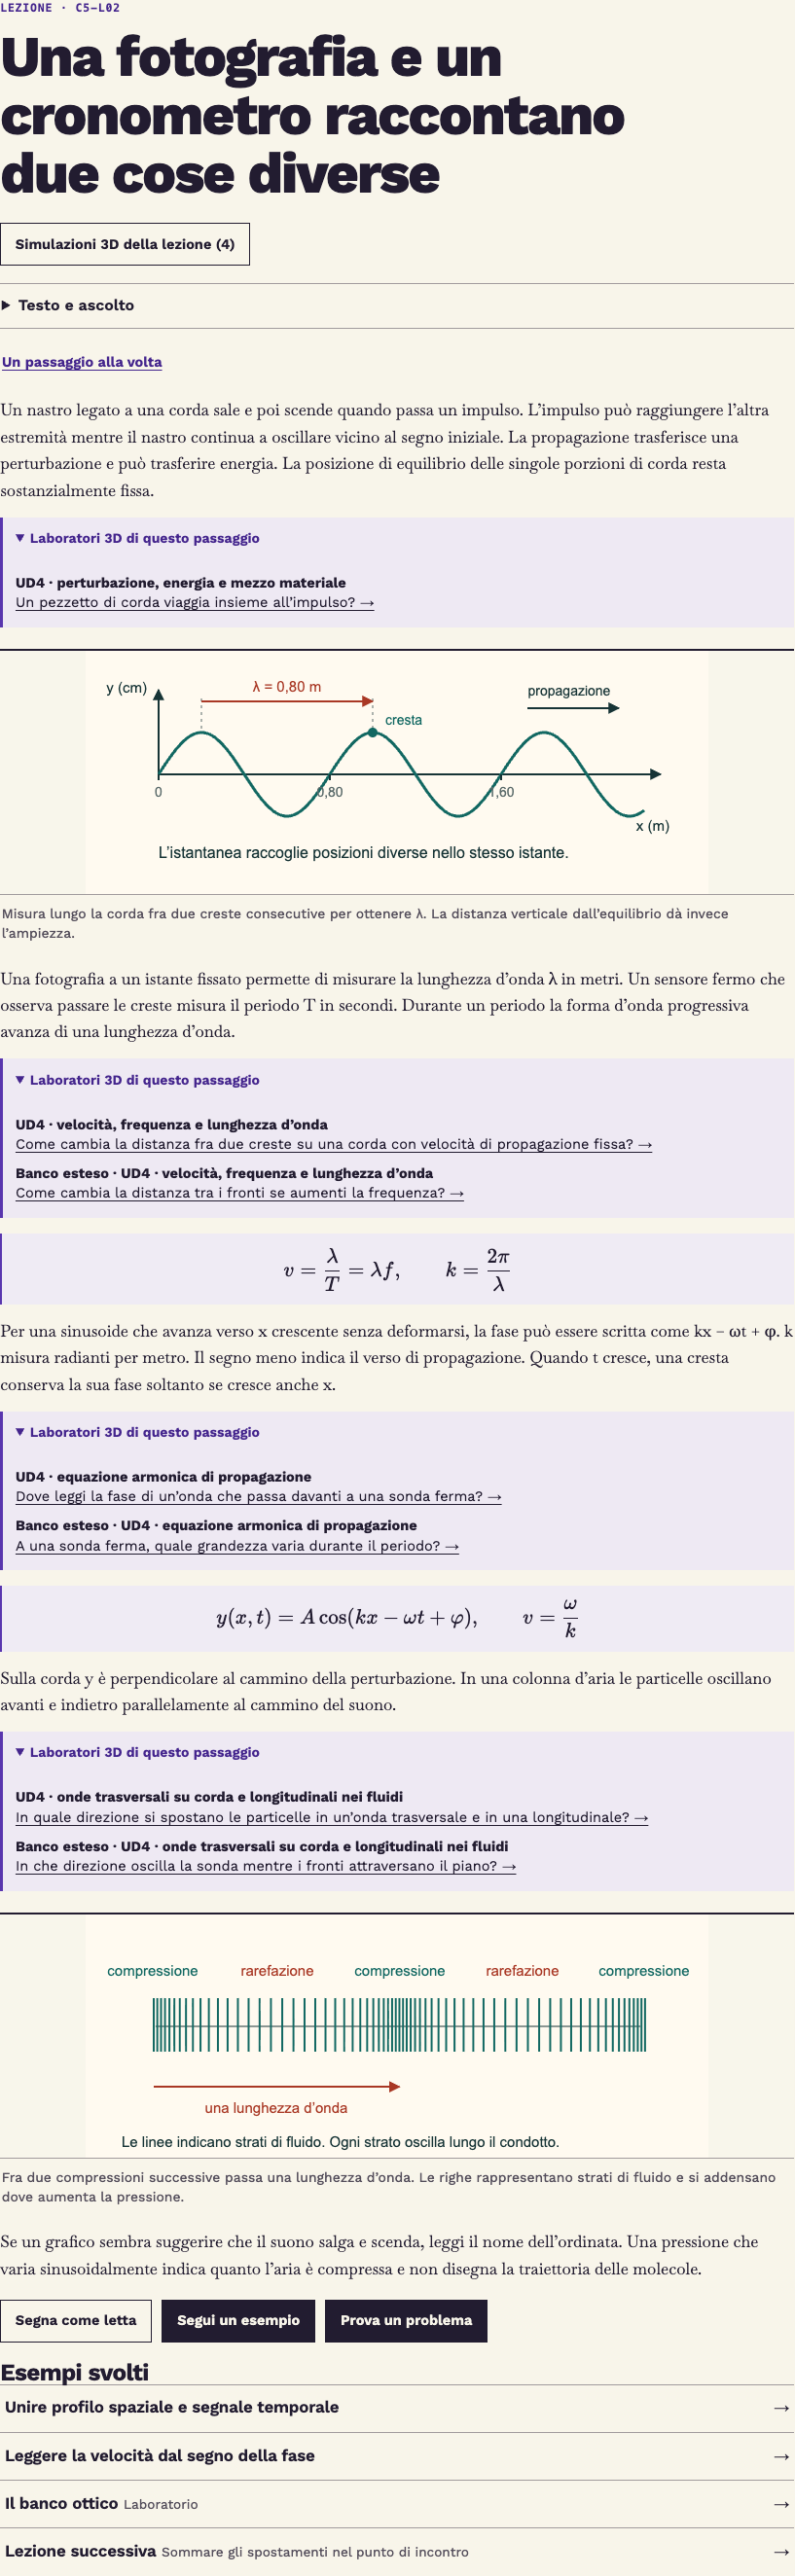 LEZIONE · C5–L02
Una fotografia e un
cronometro raccontano
due cose diverse
Simulazioni 3D della lezione (4)
▶ Testo e ascolto
Un passaggio alla volta
Un nastro legato a una corda sale e poi scende quando passa un impulso. L’impulso può raggiungere l’altra
estremità mentre il nastro continua a oscillare vicino al segno iniziale. La propagazione trasferisce una
perturbazione e può trasferire energia. La posizione di equilibrio delle singole porzioni di corda resta
sostanzialmente fissa.
▼ Laboratori 3D di questo passaggio
UD4 · perturbazione, energia e mezzo materiale
Un pezzetto di corda viaggia insieme all’impulso? →
y (cm)
λ = 0,80 m
propagazione
cresta
0
0,80
1,60
x (m)
L’istantanea raccoglie posizioni diverse nello stesso istante.
Misura lungo la corda fra due creste consecutive per ottenere λ. La distanza verticale dall’equilibrio dà invece
l’ampiezza.
Una fotografia a un istante fissato permette di misurare la lunghezza d’onda λ in metri. Un sensore fermo che
osserva passare le creste misura il periodo T in secondi. Durante un periodo la forma d’onda progressiva
avanza di una lunghezza d’onda.
▼ Laboratori 3D di questo passaggio
UD4 · velocità, frequenza e lunghezza d’onda
Come cambia la distanza fra due creste su una corda con velocità di propagazione fissa? →
Banco esteso · UD4 · velocità, frequenza e lunghezza d’onda
Come cambia la distanza tra i fronti se aumenti la frequenza? →
v = λ/T = λf, k = 2π/λ
Per una sinusoide che avanza verso x crescente senza deformarsi, la fase può essere scritta come kx − ωt + φ. k
misura radianti per metro. Il segno meno indica il verso di propagazione. Quando t cresce, una cresta
conserva la sua fase soltanto se cresce anche x.
▼ Laboratori 3D di questo passaggio
UD4 · equazione armonica di propagazione
Dove leggi la fase di un’onda che passa davanti a una sonda ferma? →
Banco esteso · UD4 · equazione armonica di propagazione
A una sonda ferma, quale grandezza varia durante il periodo? →
y(x, t) = A cos(kx − ωt + φ), v = ω/k
Sulla corda y è perpendicolare al cammino della perturbazione. In una colonna d’aria le particelle oscillano
avanti e indietro parallelamente al cammino del suono.
▼ Laboratori 3D di questo passaggio
UD4 · onde trasversali su corda e longitudinali nei fluidi
In quale direzione si spostano le particelle in un’onda trasversale e in una longitudinale? →
Banco esteso · UD4 · onde trasversali su corda e longitudinali nei fluidi
In che direzione oscilla la sonda mentre i fronti attraversano il piano? →
compressione rarefazione compressione rarefazione compressione
una lunghezza d’onda
Le linee indicano strati di fluido. Ogni strato oscilla lungo il condotto.
Fra due compressioni successive passa una lunghezza d’onda. Le righe rappresentano strati di fluido e si addensano
dove aumenta la pressione.
Se un grafico sembra suggerire che il suono salga e scenda, leggi il nome dell’ordinata. Una pressione che
varia sinusoidalmente indica quanto l’aria è compressa e non disegna la traiettoria delle molecole.
Segna come letta
Segui un esempio
Prova un problema
Esempi svolti
Unire profilo spaziale e segnale temporale →
Leggere la velocità dal segno della fase →
Il banco ottico Laboratorio →
Lezione successiva Sommare gli spostamenti nel punto di incontro →